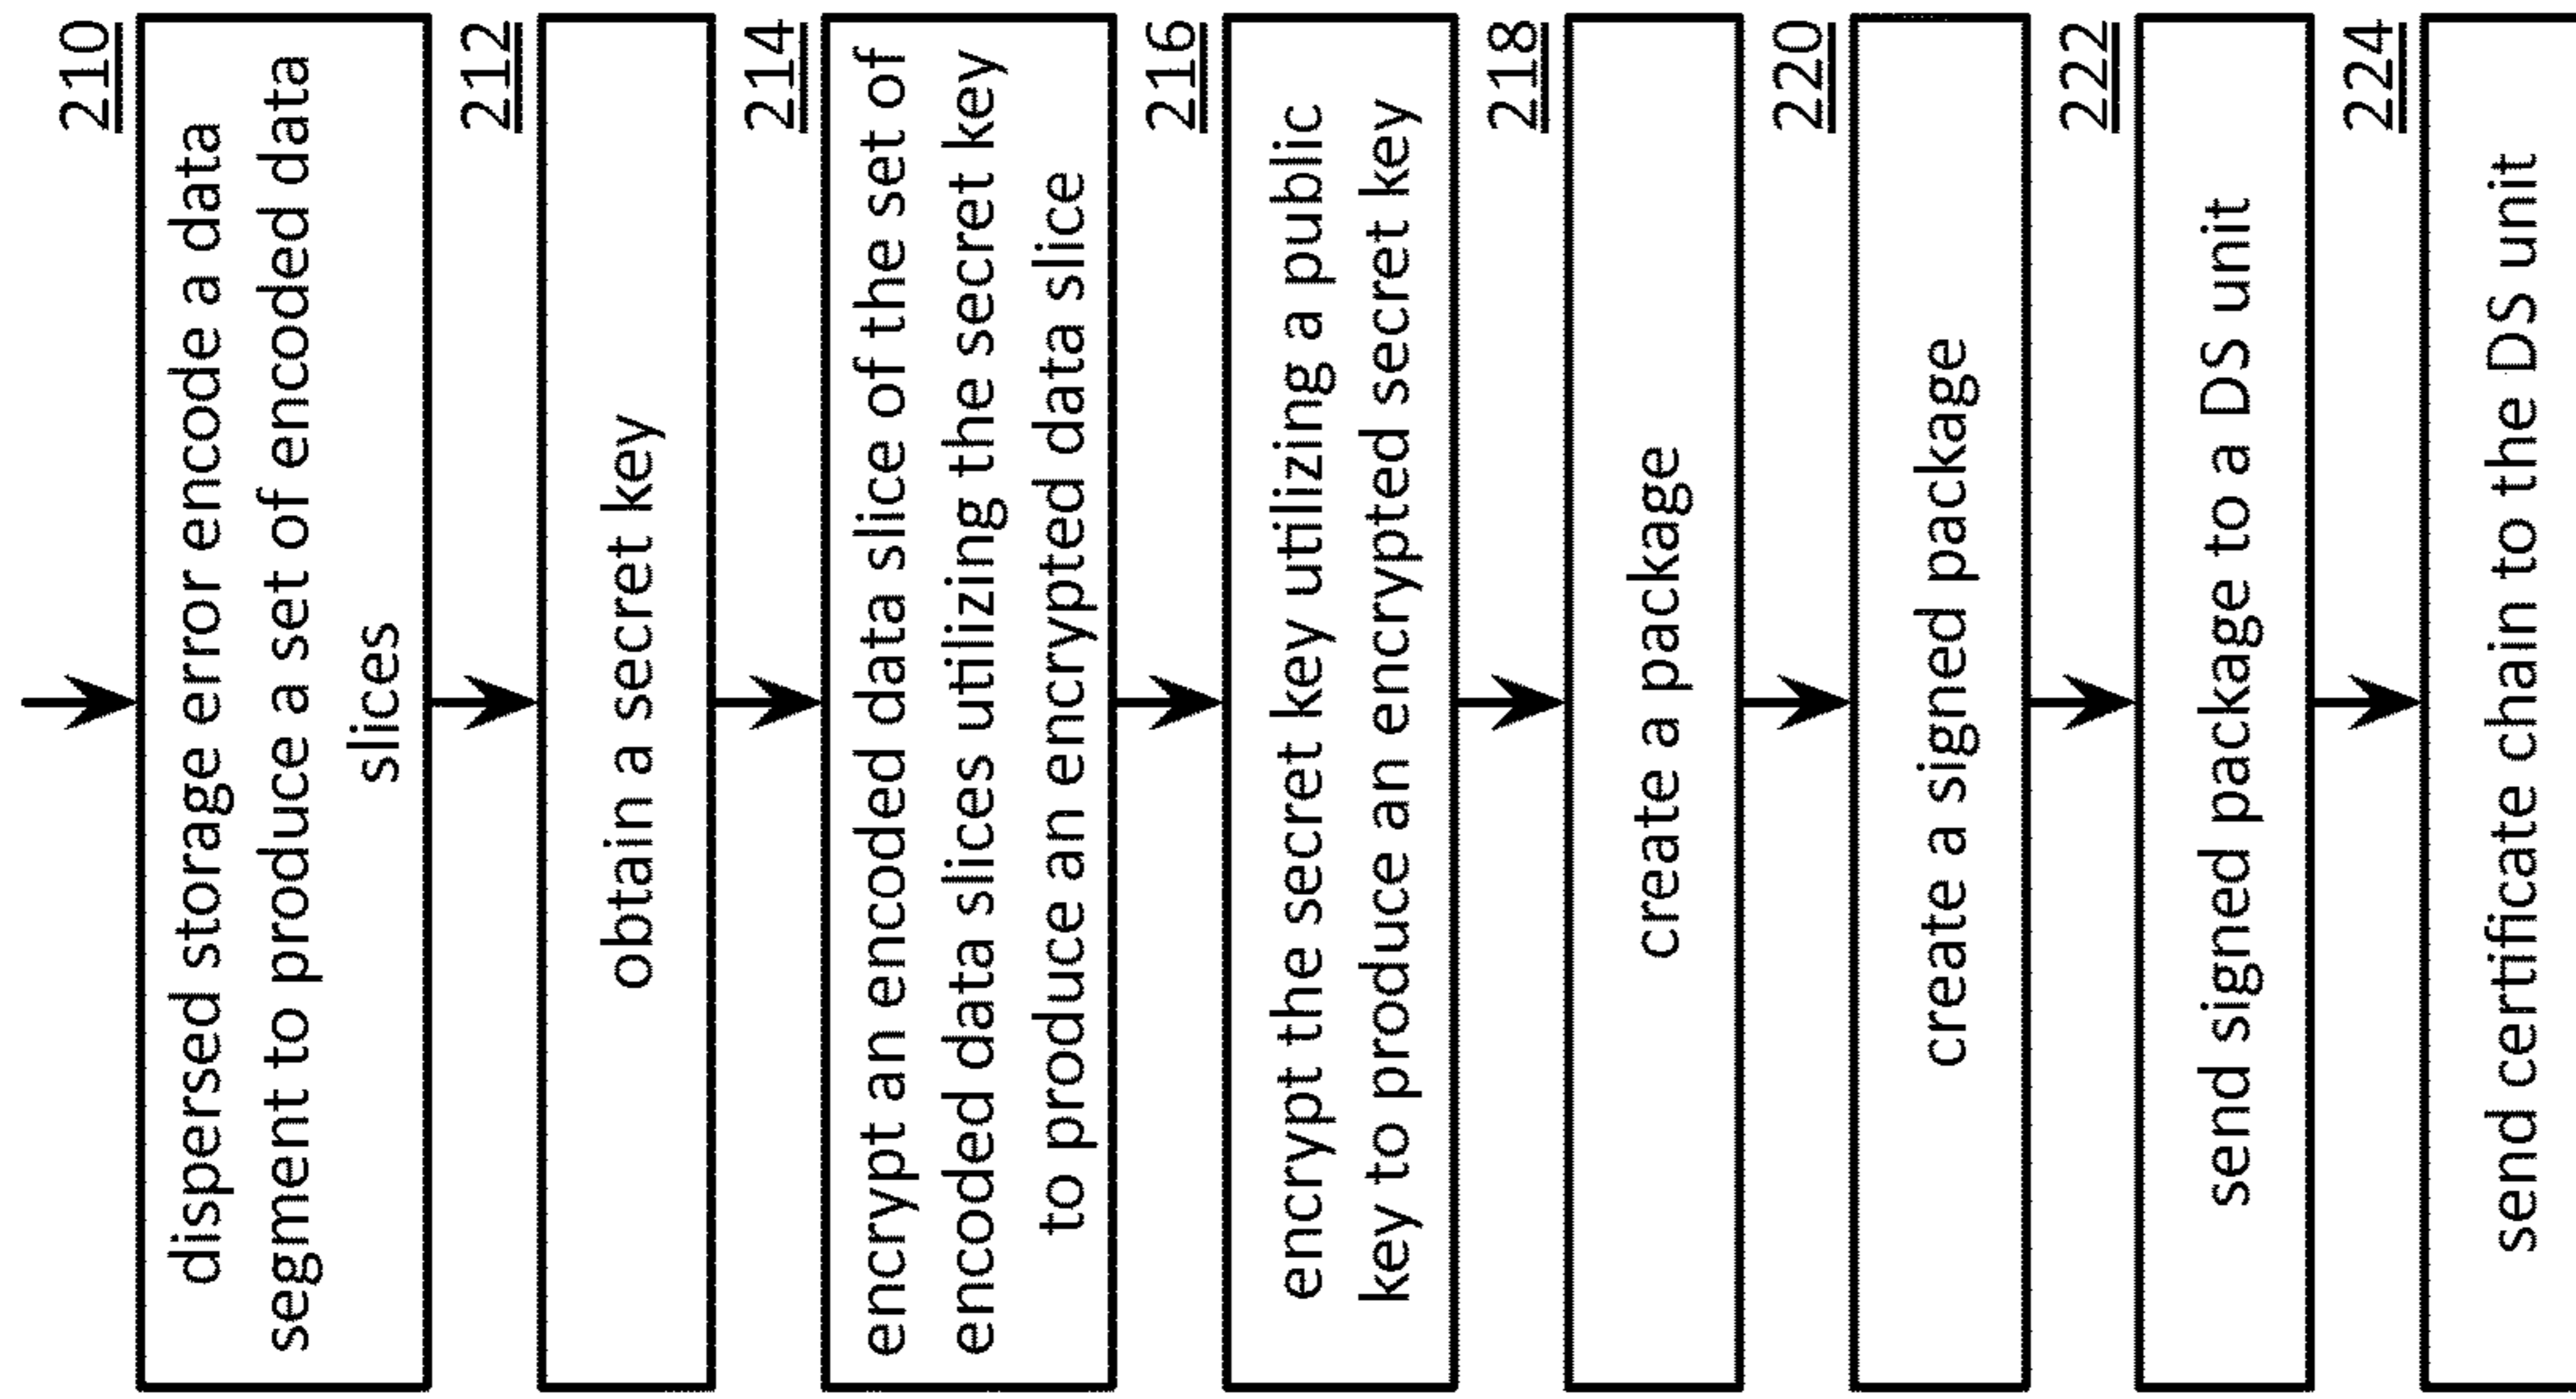 210
dispersed storage error encode a data
segment to produce a set of encoded data
slices
212
obtain a secret key
214
encrypt an encoded data slice of the set of
encoded data slices utilizing the secret key
to produce an encrypted data slice
216
encrypt the secret key utilizing a public
key to produce an encrypted secret key
218
create a package
220
create a signed package
222
send signed package to a DS unit
224
send certificate chain to the DS unit